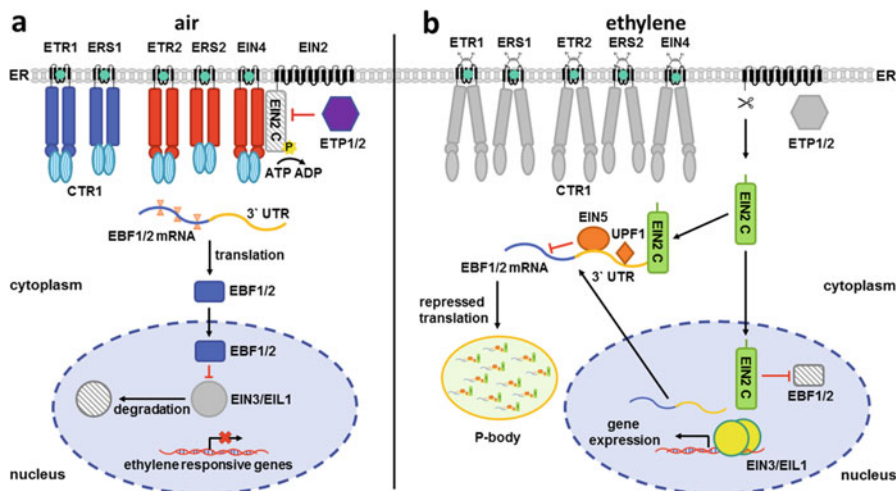 a
air
ETR1 ERS1 ETR2 ERS2 EIN4 EIN2
ER
EIN2 C
P
ATP ADP
ETP1/2
CTR1
3` UTR
EBF1/2 mRNA
translation
cytoplasm
EBF1/2
EBF1/2
EIN3/EIL1
degradation
ethylene responsive genes
nucleus
b
ethylene
ETR1 ERS1 ETR2 ERS2 EIN4
ER
ETP1/2
CTR1
EIN2 C
EIN5
UPF1
EIN2 C
EBF1/2 mRNA
3` UTR
repressed
translation
cytoplasm
P-body
EIN2 C
EBF1/2
gene
expression
EIN3/EIL1
nucleus